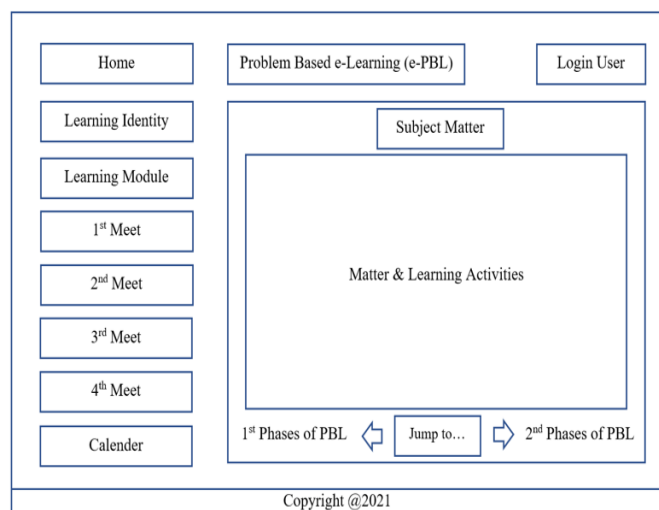 Home
Problem Based e-Learning (e-PBL)
Login User
Learning Identity
Learning Module
1st Meet
2nd Meet
3rd Meet
4th Meet
Calender
Subject Matter
Matter & Learning Activities
1st Phases of PBL
Jump to...
2nd Phases of PBL
Copyright @2021